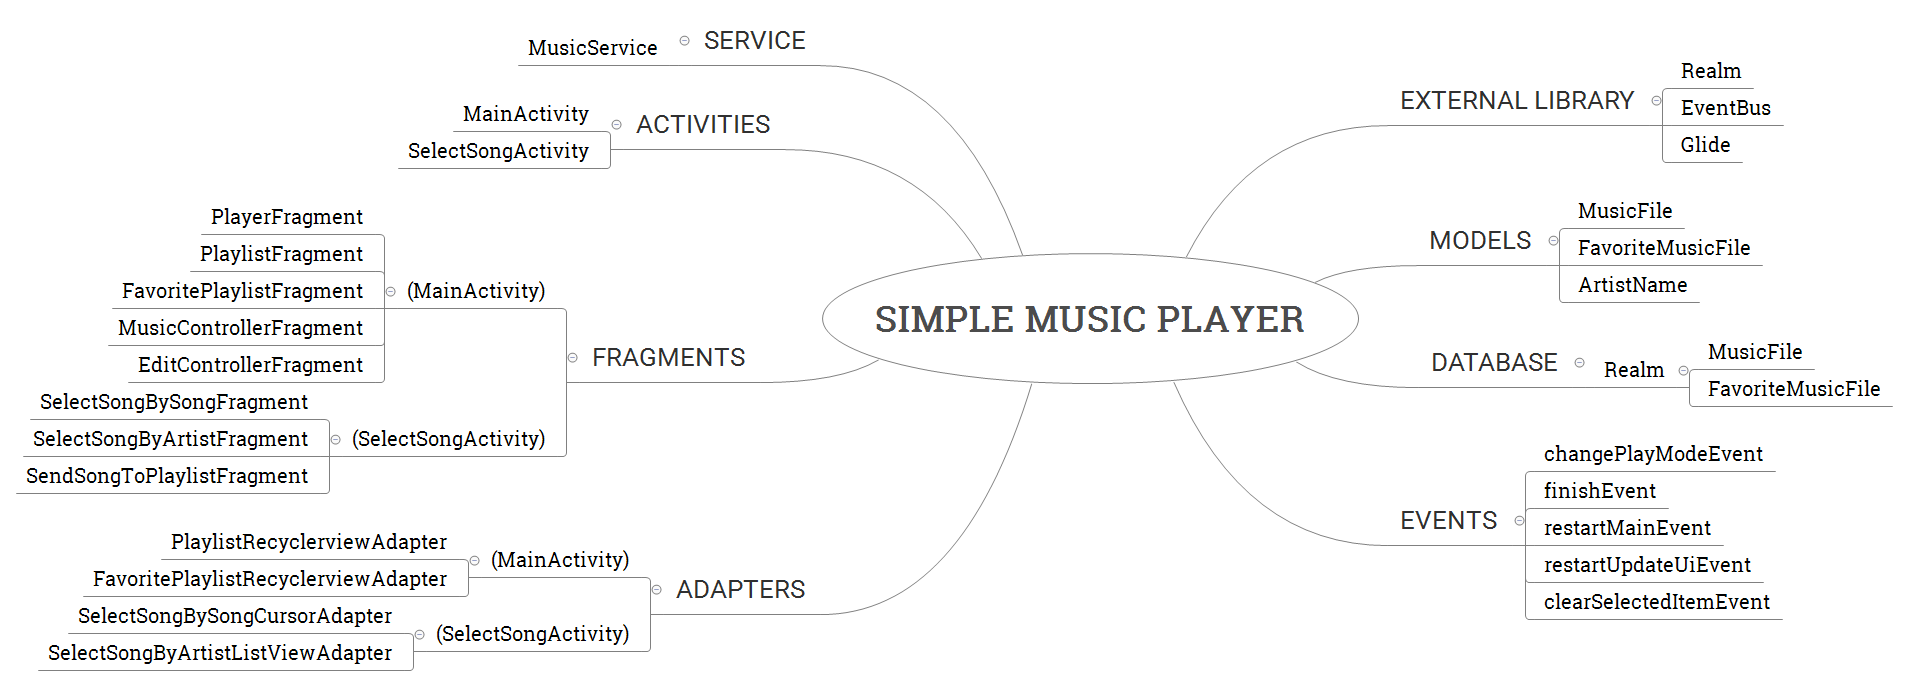 SIMPLE MUSIC PLAYER
SERVICE
MusicService
ACTIVITIES
MainActivity
SelectSongActivity
FRAGMENTS
(MainActivity)
PlayerFragment
PlaylistFragment
FavoritePlaylistFragment
MusicControllerFragment
EditControllerFragment
(SelectSongActivity)
SelectSongBySongFragment
SelectSongByArtistFragment
SendSongToPlaylistFragment
ADAPTERS
(MainActivity)
PlaylistRecyclerviewAdapter
FavoritePlaylistRecyclerviewAdapter
(SelectSongActivity)
SelectSongBySongCursorAdapter
SelectSongByArtistListViewAdapter
EXTERNAL LIBRARY
Realm
EventBus
Glide
MODELS
MusicFile
FavoriteMusicFile
ArtistName
DATABASE
Realm
MusicFile
FavoriteMusicFile
EVENTS
changePlayModeEvent
finishEvent
restartMainEvent
restartUpdateUiEvent
clearSelectedItemEvent